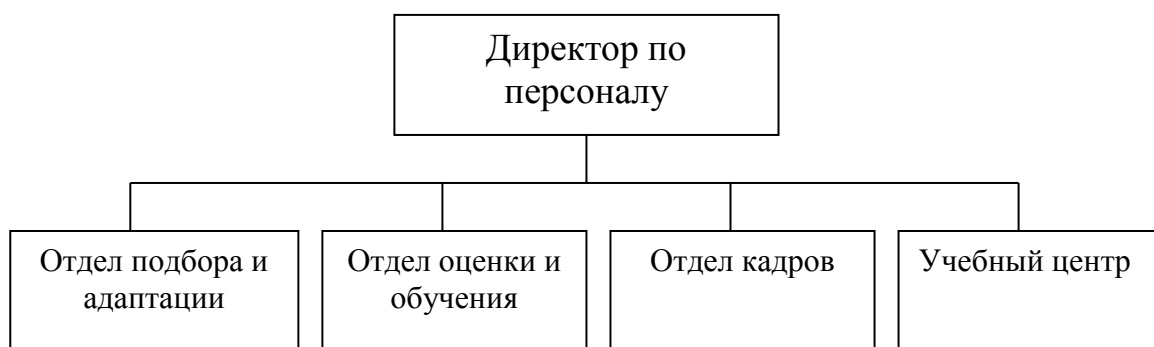 Директор по
персоналу
Отдел подбора и
адаптации
Отдел оценки и
обучения
Отдел кадров
Учебный центр